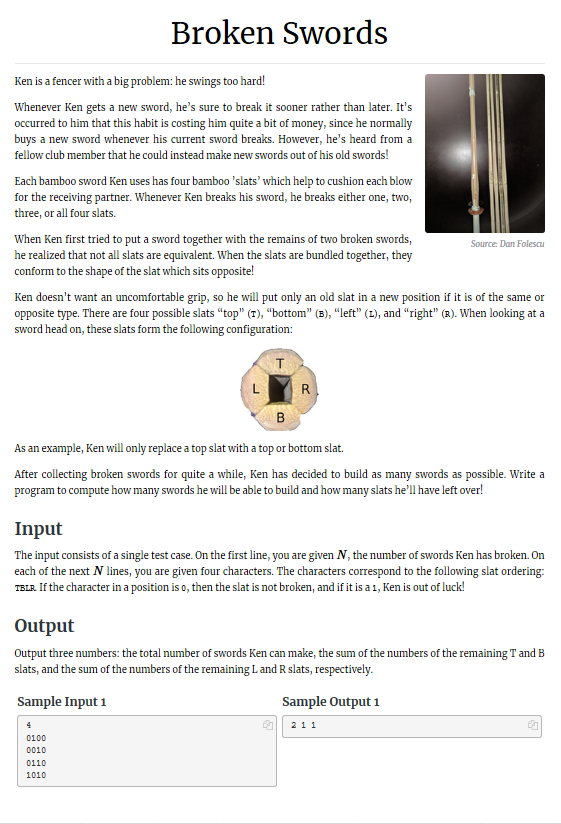 Broken Swords
Ken is a fencer with a big problem: he swings too hard!
Whenever Ken gets a new sword, he's sure to break it sooner rather than later. It's
occurred to him that this habit is costing him quite a bit of money, since he normally
buys a new sword whenever his current sword breaks. However, he's heard from a
fellow club member that he could instead make new swords out of his old swords!
Each bamboo sword Ken uses has four bamboo 'slats' which help to cushion each blow
for the receiving partner. Whenever Ken breaks his sword, he breaks either one, two,
three, or all four slats.
Source: Dan Folescu
When Ken first tried to put a sword together with the remains of two broken swords,
he realized that not all slats are equivalent. When the slats are bundled together, they
conform to the shape of the slat which sits opposite!
Ken doesn't want an uncomfortable grip, so he will put only an old slat in a new position if it is of the same or
opposite type. There are four possible slats “top” (T), “bottom” (B), “left” (L), and “right” (R). When looking at a
sword head on, these slats form the following configuration:
T
L R
B
As an example, Ken will only replace a top slat with a top or bottom slat.
After collecting broken swords for quite a while, Ken has decided to build as many swords as possible. Write a
program to compute how many swords he will be able to build and how many slats he'll have left over!
Input
The input consists of a single test case. On the first line, you are given N, the number of swords Ken has broken. On
each of the next N lines, you are given four characters. The characters correspond to the following slat ordering:
TBLR. If the character in a position is 0, then the slat is not broken, and if it is a 1, Ken is out of luck!
Output
Output three numbers: the total number of swords Ken can make, the sum of the numbers of the remaining T and B
slats, and the sum of the numbers of the remaining L and R slats, respectively.
Sample Input 1
4
0100
0010
0110
1010
Sample Output 1
2 1 1